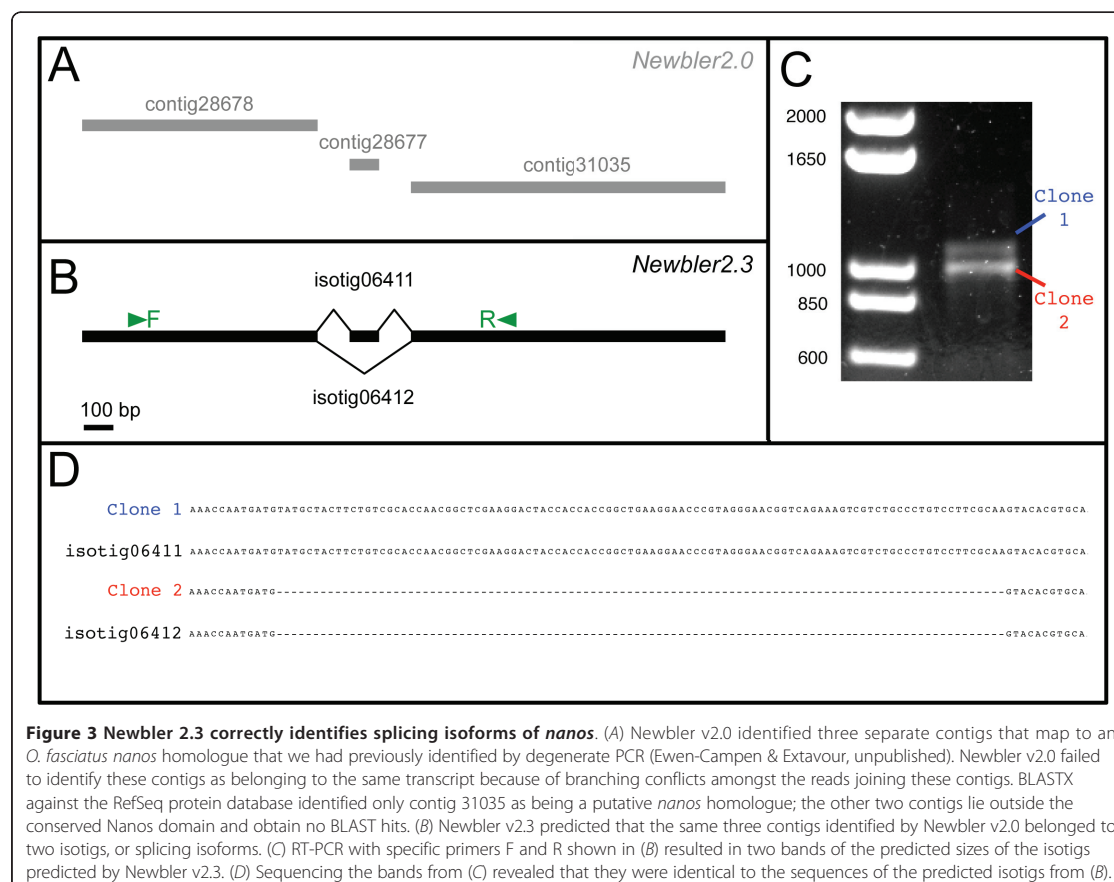 A
Newbler2.0
contig28678
contig28677
contig31035
B
Newbler2.3
isotig06411
F
R
isotig06412
100 bp
C
2000
1650
1000
850
600
Clone
1
Clone
2
D
Clone 1 AAACCAATGATGTATGCTACTTCTGTCGCACCAACGGCTCGAAGGACTACCACCACCGGCTGAAGGAACCCGTAGGGAACGGTCAGAAAGTCGTCTGCCCTGTCCTTCGCAAGTACACGTGCA
isotig06411 AAACCAATGATGTATGCTACTTCTGTCGCACCAACGGCTCGAAGGACTACCACCACCGGCTGAAGGAACCCGTAGGGAACGGTCAGAAAGTCGTCTGCCCTGTCCTTCGCAAGTACACGTGCA
Clone 2 AAACCAATGATG----------------------------------------------------------------------------------------------------GTACACGTGCA
isotig06412 AAACCAATGATG----------------------------------------------------------------------------------------------------GTACACGTGCA
Figure 3 Newbler 2.3 correctly identifies splicing isoforms of nanos. (A) Newbler v2.0 identified three separate contigs that map to an
O. fasciatus nanos homologue that we had previously identified by degenerate PCR (Ewen-Campen & Extavour, unpublished). Newbler v2.0 failed
to identify these contigs as belonging to the same transcript because of branching conflicts amongst the reads joining these contigs. BLASTX
against the RefSeq protein database identified only contig 31035 as being a putative nanos homologue; the other two contigs lie outside the
conserved Nanos domain and obtain no BLAST hits. (B) Newbler v2.3 predicted that the same three contigs identified by Newbler v2.0 belonged to
two isotigs, or splicing isoforms. (C) RT-PCR with specific primers F and R shown in (B) resulted in two bands of the predicted sizes of the isotigs
predicted by Newbler v2.3. (D) Sequencing the bands from (C) revealed that they were identical to the sequences of the predicted isotigs from (B).